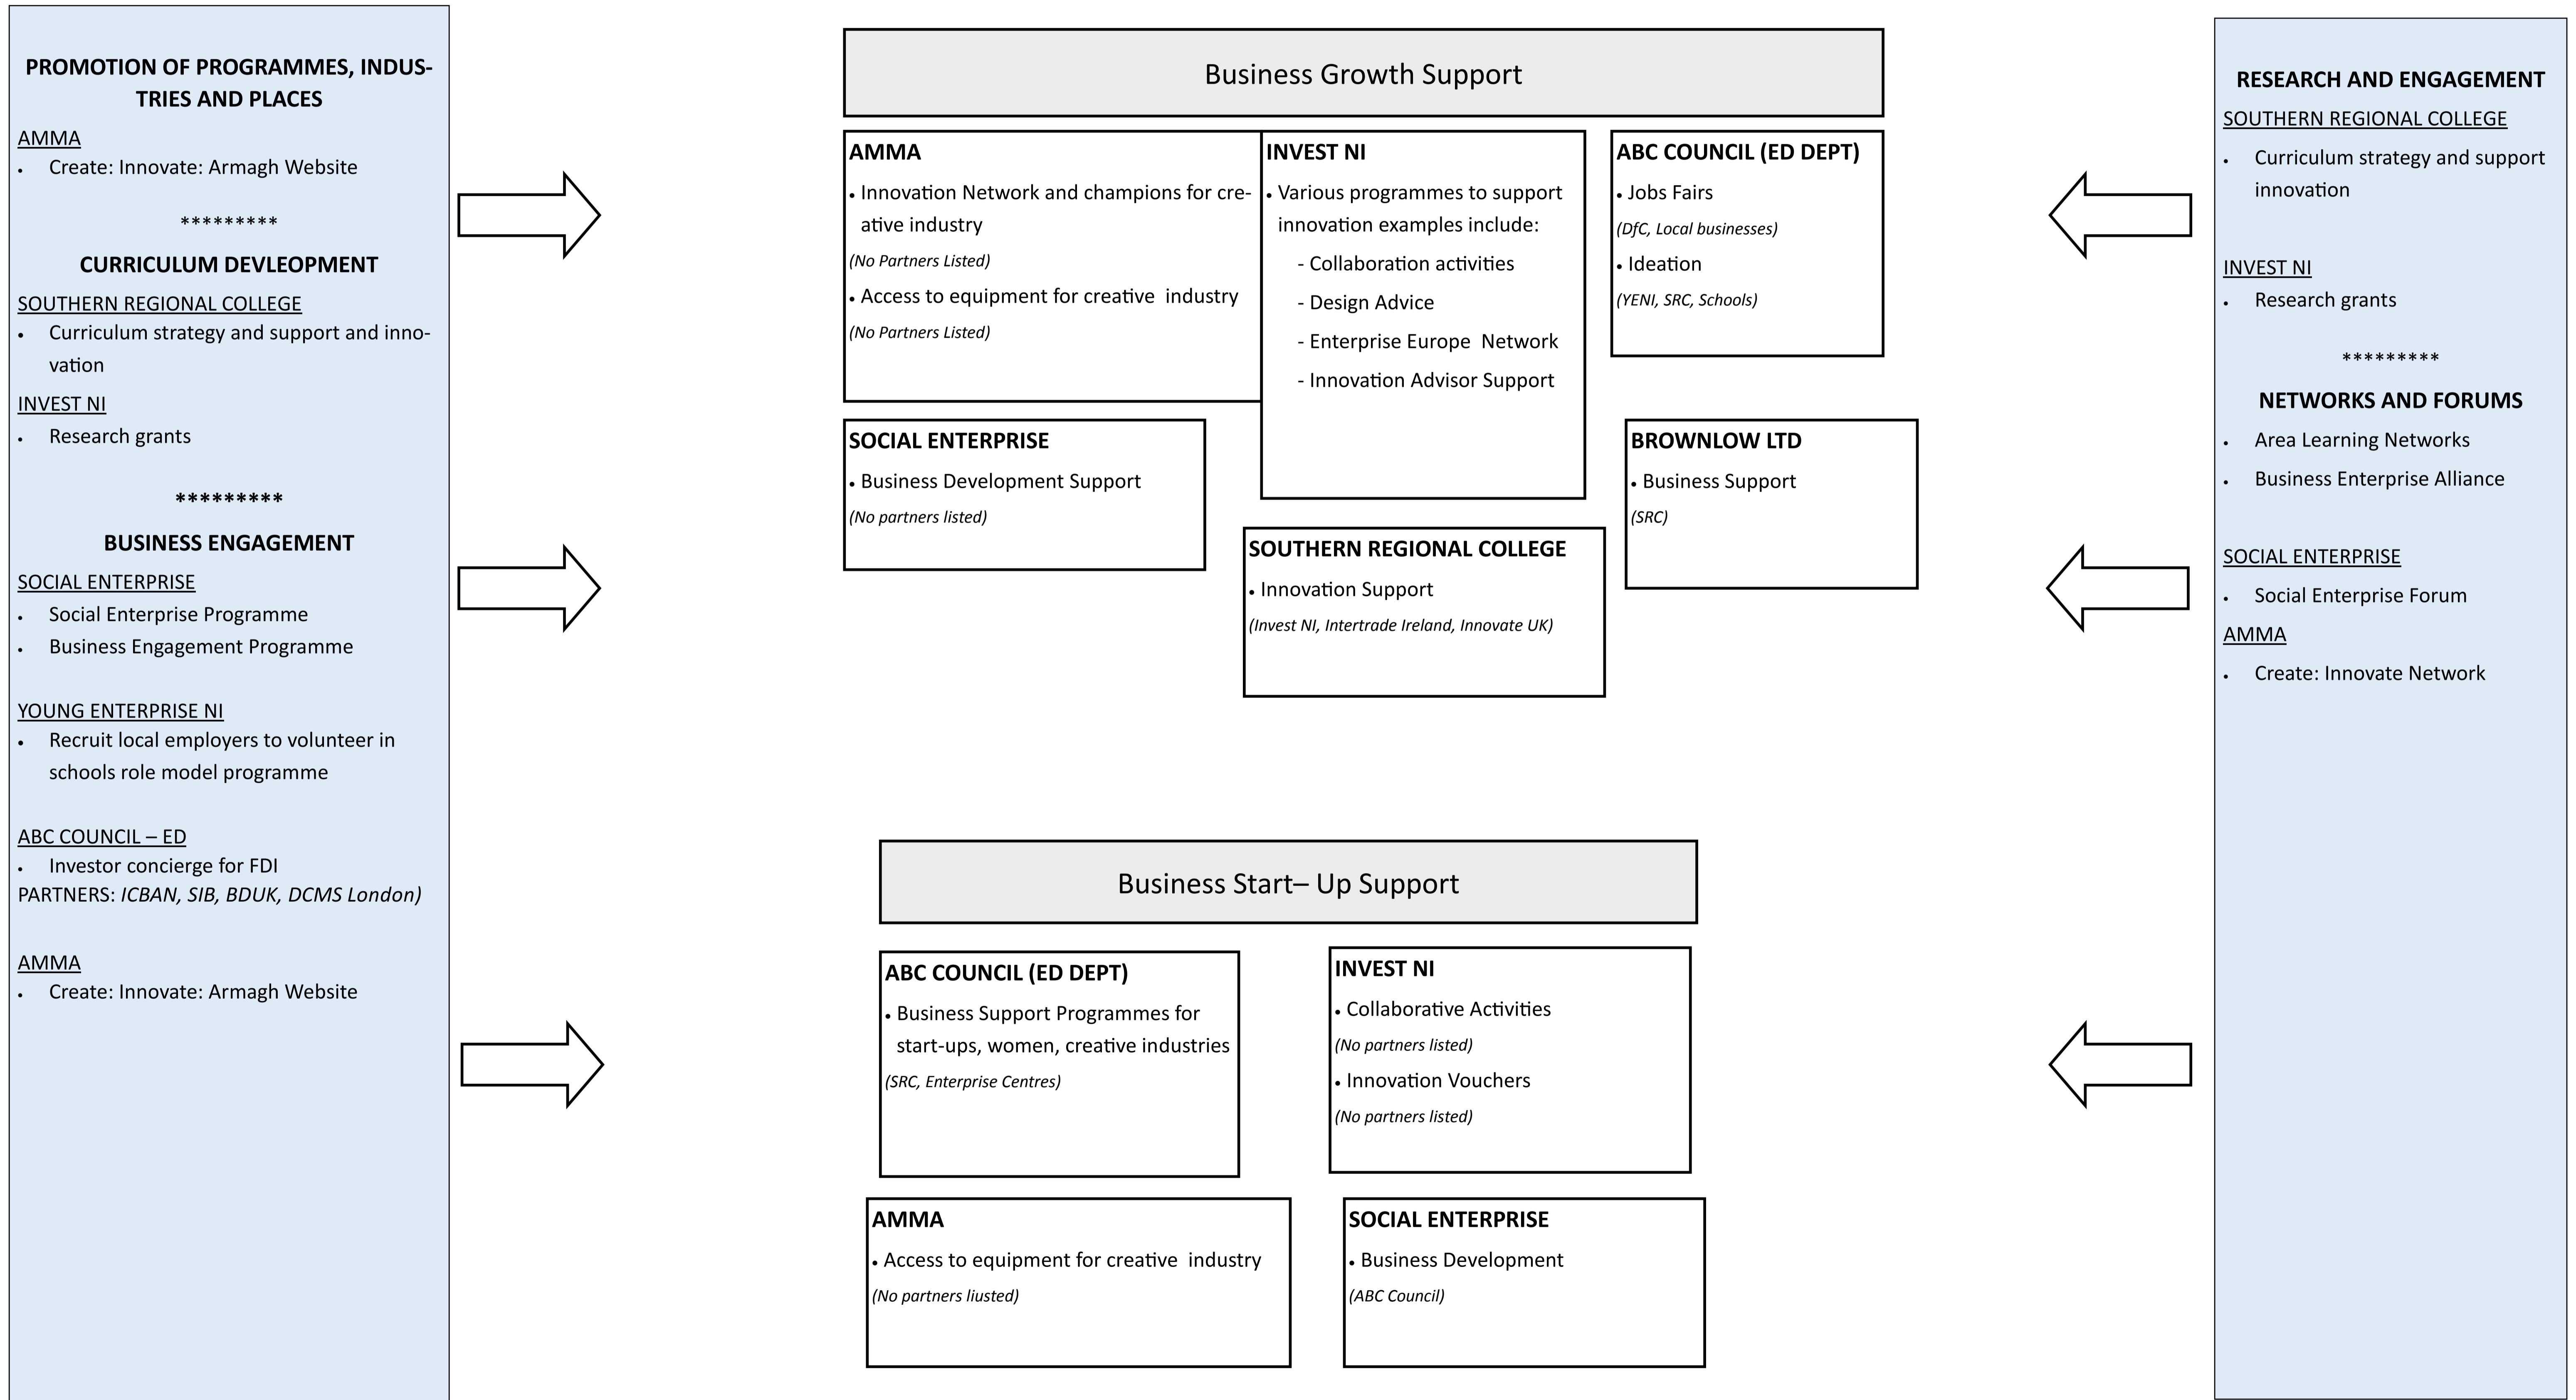 PROMOTION OF PROGRAMMES, INDUS-
TRIES AND PLACES
AMMA
• Create: Innovate: Armagh Website
*********
CURRICULUM DEVLEOPMENT
SOUTHERN REGIONAL COLLEGE
• Curriculum strategy and support and inno-
vation
INVEST NI
• Research grants
*********
BUSINESS ENGAGEMENT
SOCIAL ENTERPRISE
• Social Enterprise Programme
• Business Engagement Programme
YOUNG ENTERPRISE NI
• Recruit local employers to volunteer in
schools role model programme
ABC COUNCIL – ED
• Investor concierge for FDI
PARTNERS: ICBAN, SIB, BDUK, DCMS London)
AMMA
• Create: Innovate: Armagh Website
Business Growth Support
AMMA
• Innovation Network and champions for cre-
ative industry
(No Partners Listed)
• Access to equipment for creative  industry
(No Partners Listed)
INVEST NI
• Various programmes to support
innovation examples include:
- Collaboration activities
- Design Advice
- Enterprise Europe  Network
- Innovation Advisor Support
ABC COUNCIL (ED DEPT)
• Jobs Fairs
(DfC, Local businesses)
• Ideation
(YENI, SRC, Schools)
SOCIAL ENTERPRISE
• Business Development Support
(No partners listed)
SOUTHERN REGIONAL COLLEGE
• Innovation Support
(Invest NI, Intertrade Ireland, Innovate UK)
BROWNLOW LTD
• Business Support
(SRC)
Business Start– Up Support
ABC COUNCIL (ED DEPT)
• Business Support Programmes for
start-ups, women, creative industries
(SRC, Enterprise Centres)
INVEST NI
• Collaborative Activities
(No partners listed)
• Innovation Vouchers
(No partners listed)
AMMA
• Access to equipment for creative  industry
(No partners liusted)
SOCIAL ENTERPRISE
• Business Development
(ABC Council)
RESEARCH AND ENGAGEMENT
SOUTHERN REGIONAL COLLEGE
• Curriculum strategy and support
innovation
INVEST NI
• Research grants
*********
NETWORKS AND FORUMS
• Area Learning Networks
• Business Enterprise Alliance
SOCIAL ENTERPRISE
• Social Enterprise Forum
AMMA
• Create: Innovate Network